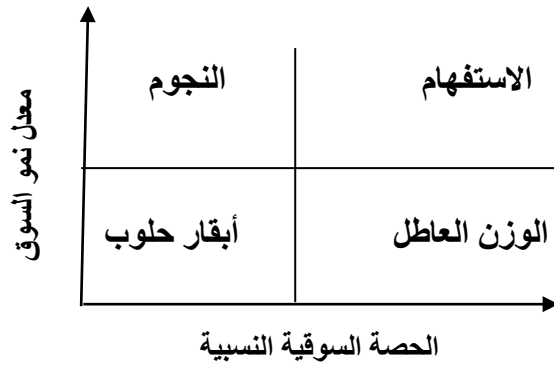 الاستفهام
النجوم
الوزن العاطل
أبقار حلوب
معدل نمو السوق
الحصة السوقية النسبية